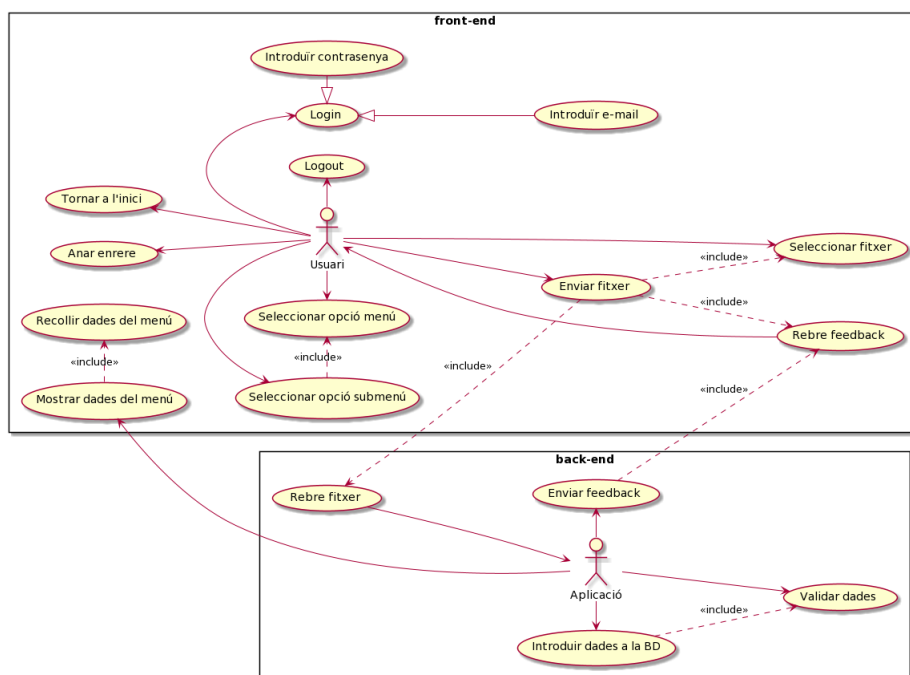 front-end
Introduïr contrasenya
Login
Introduïr e-mail
Logout
Tornar a l'inici
Anar enrere
Usuari
Seleccionar fitxer
«include»
Enviar fitxer
«include»
Rebre feedback
Recollir dades del menú
Seleccionar opció menú
«include»
«include»
Mostrar dades del menú
Seleccionar opció submenú
«include»
«include»
back-end
Rebre fitxer
Enviar feedback
Aplicació
Validar dades
«include»
Introduir dades a la BD